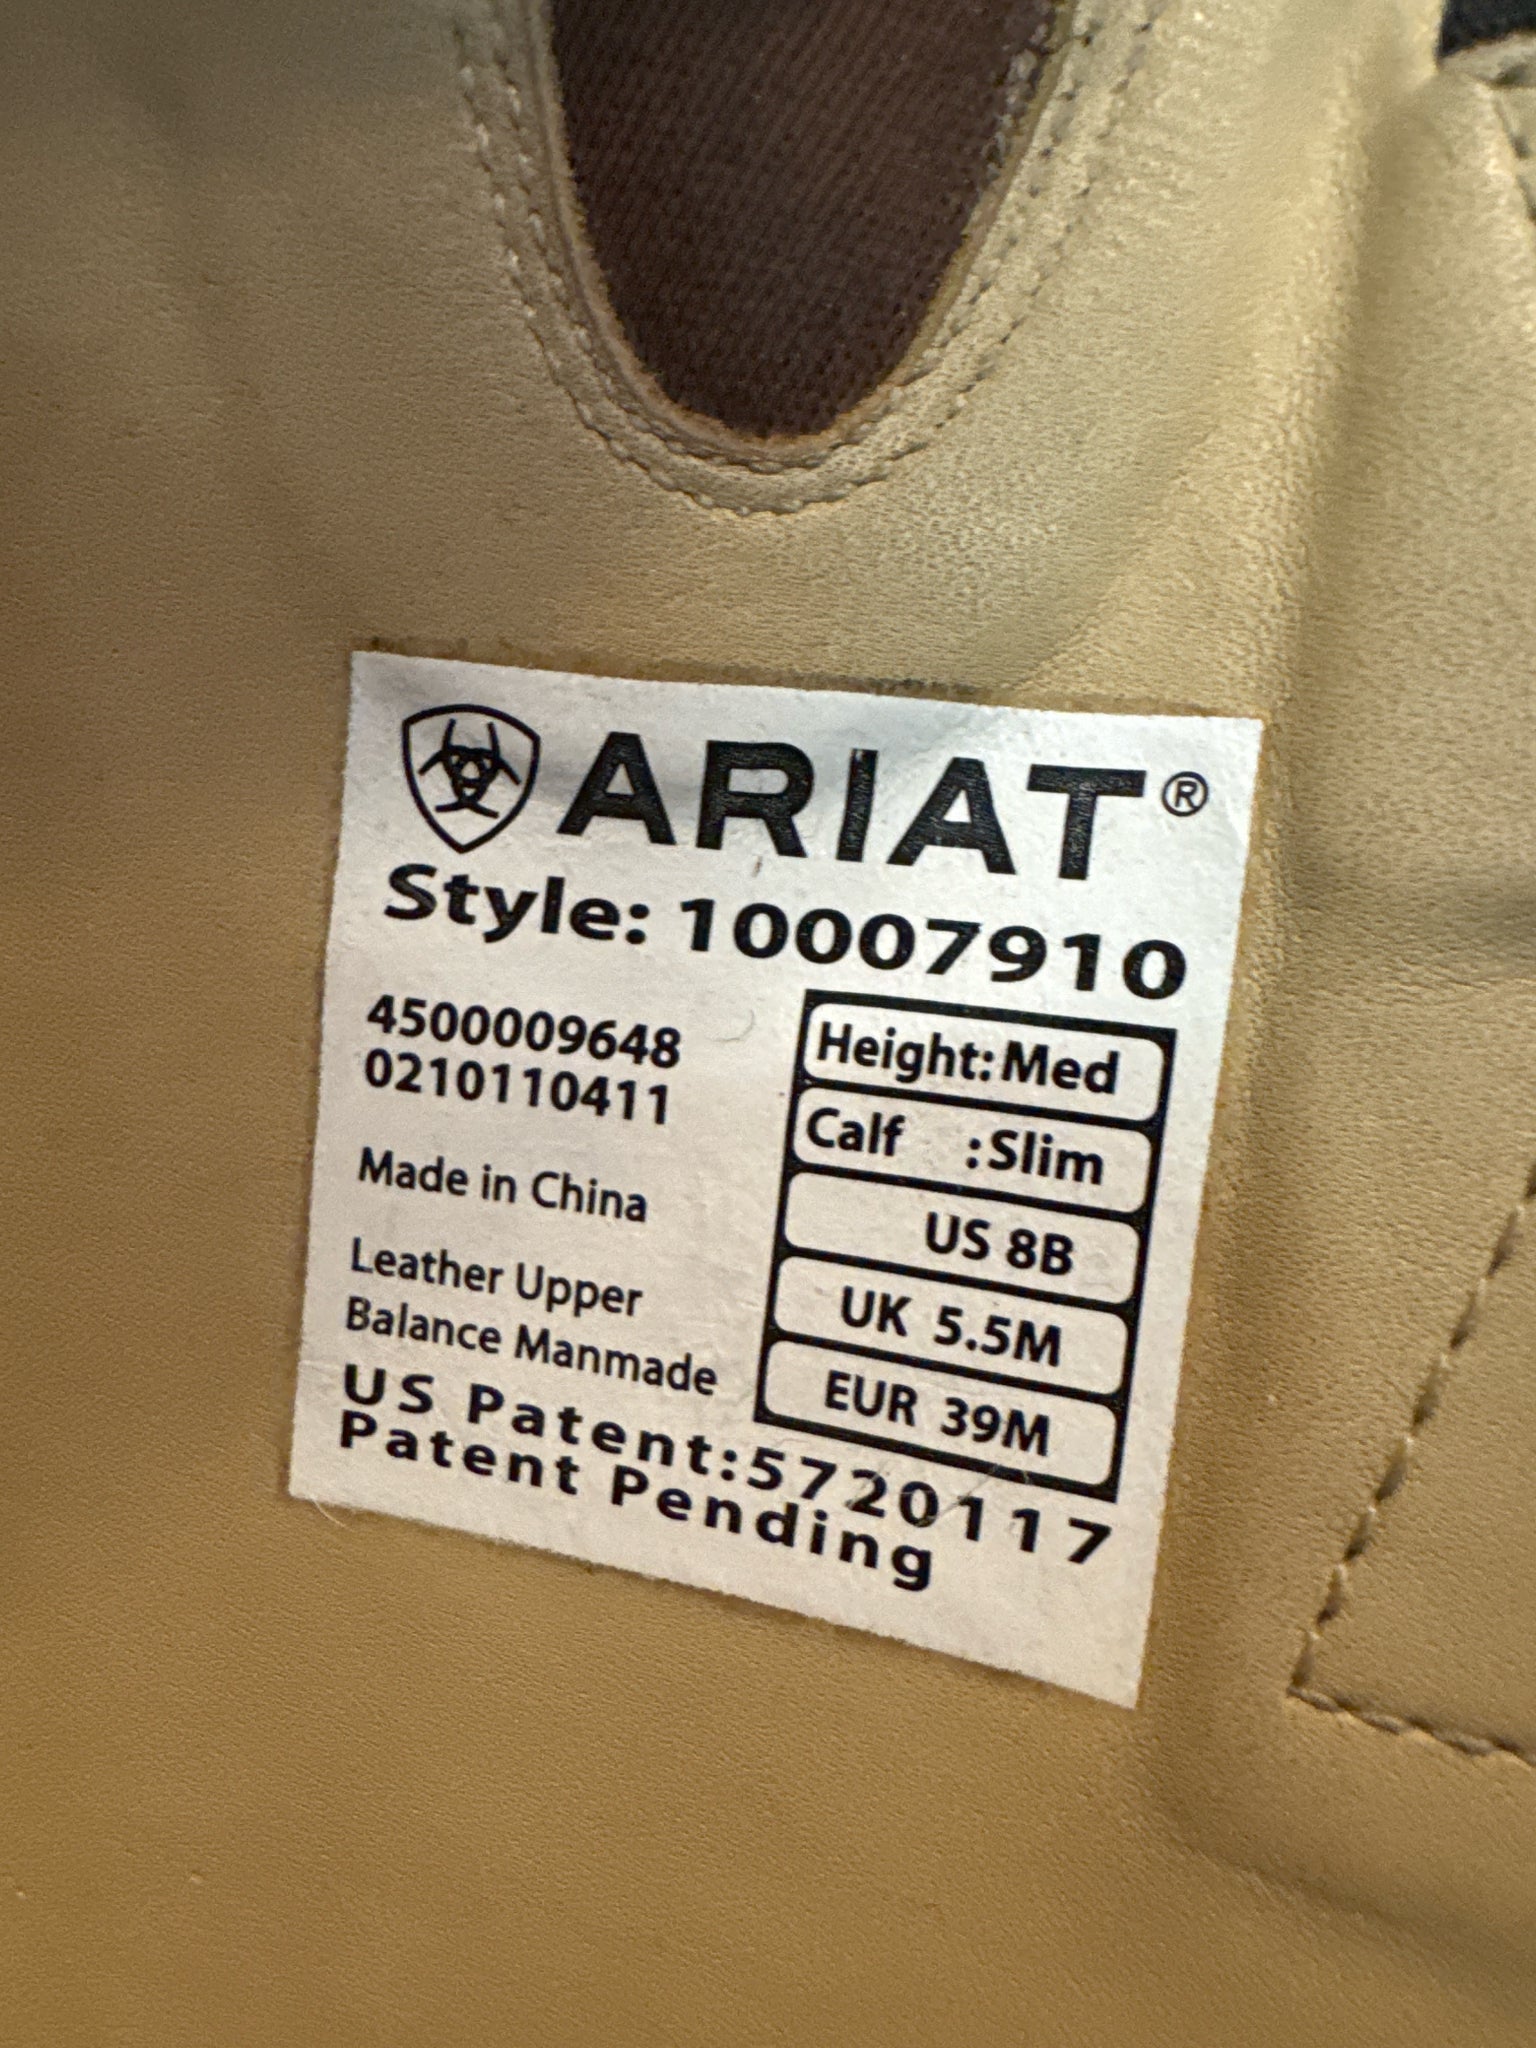 ARIAT®
Style: 10007910
4500009648
0210110411
Made in China
Leather Upper
Balance Manmade
Height: Med
Calf : Slim
US 8B
UK 5.5M
EUR 39M
US Patent:5720117
Patent Pending